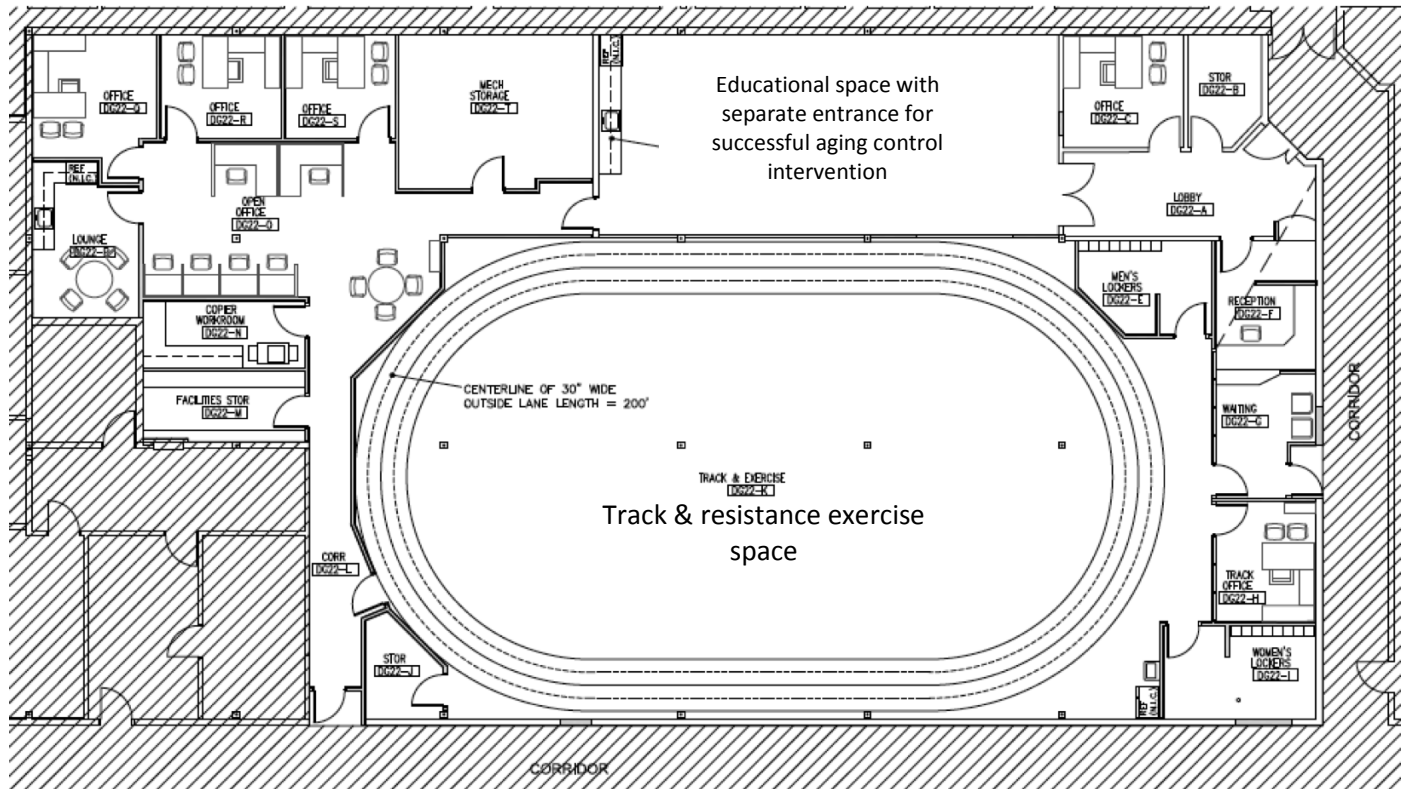 OFFICE
DG22-Q
OFFICE
DG22-R
OFFICE
DG22-S
MECH
STORAGE
DG22-T
REF
(N.I.C.)
Educational space with
separate entrance for
successful aging control
intervention
OFFICE
DG22-C
STOR
DG22-B
REF
(N.I.C.)
LOUNGE
OPEN
OFFICE
DG22-O
LOBBY
DG22-A
MEN'S
LOCKERS
DG22-E
RECEPTION
DG22-F
COPIER
WORKROOM
DG22-N
CENTERLINE OF 30" WIDE
OUTSIDE LANE LENGTH = 200'
FACILITIES STOR
DG22-M
WAITING
DG22-G
CORRIDOR
TRACK & EXERCISE
DG22-K
Track & resistance exercise
space
CORR
DG22-L
TRACK
OFFICE
DG22-H
STOR
DG22-J
WOMEN'S
LOCKERS
DG22-I
REF
(N.I.C.)
CORRIDOR